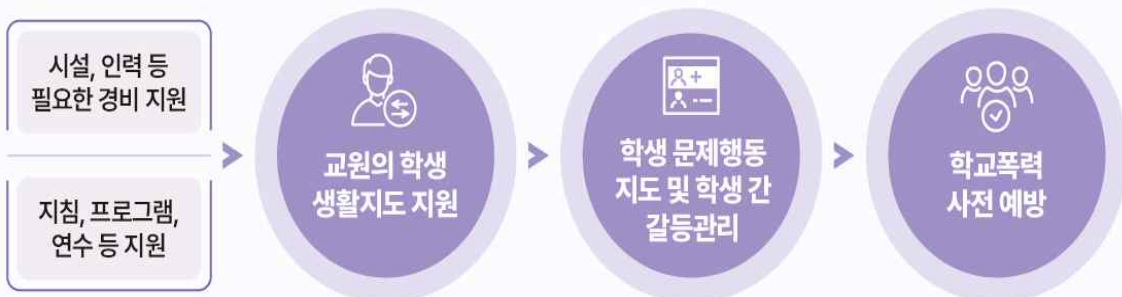 시설, 인력 등
필요한 경비 지원
지침, 프로그램,
연수 등 지원
교원의 학생
생활지도 지원
학생 문제행동
지도 및 학생 간
갈등관리
학교폭력
사전 예방